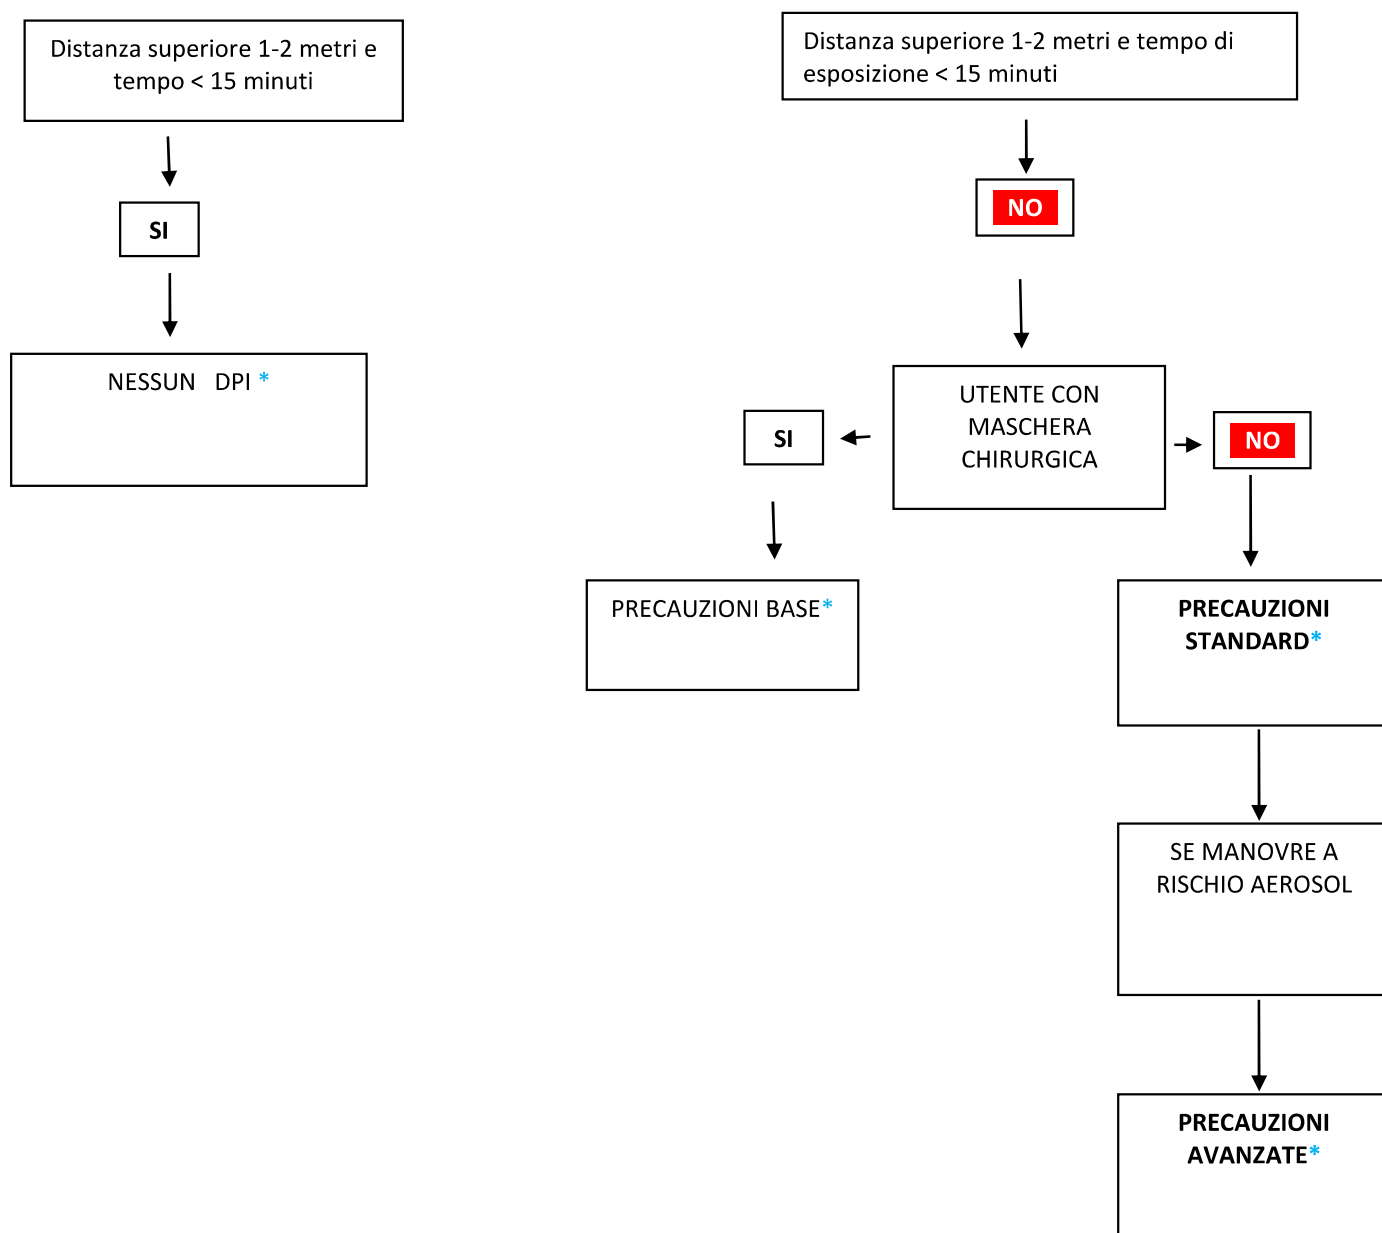 Distanza superiore 1-2 metri e
tempo < 15 minuti
SI
NESSUN DPI *
Distanza superiore 1-2 metri e tempo di
esposizione < 15 minuti
NO
UTENTE CON
MASCHERA
CHIRURGICA
SI
NO
PRECAUZIONI BASE*
PRECAUZIONI
STANDARD*
SE MANOVRE A
RISCHIO AEROSOL
PRECAUZIONI
AVANZATE*